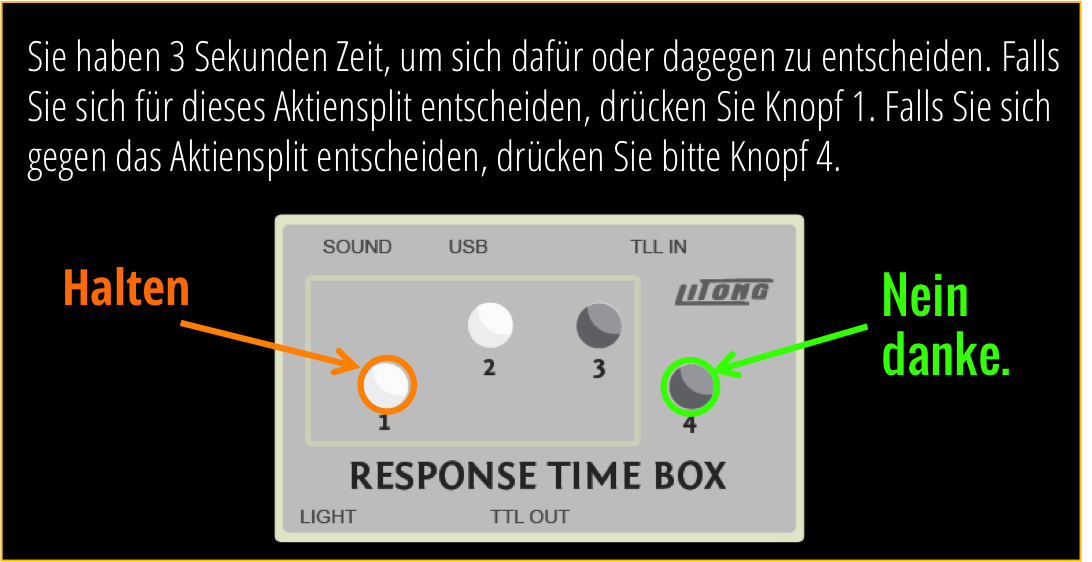 Sie haben 3 Sekunden Zeit, um sich dafür oder dagegen zu entscheiden. Falls
Sie sich für dieses Aktiensplit entscheiden, drücken Sie Knopf 1. Falls Sie sich
gegen das Aktiensplit entscheiden, drücken Sie bitte Knopf 4.
SOUND USB TLL IN
Halten
LITONG
Nein
danke.
2 3
1 4
RESPONSE TIME BOX
LIGHT TTL OUT